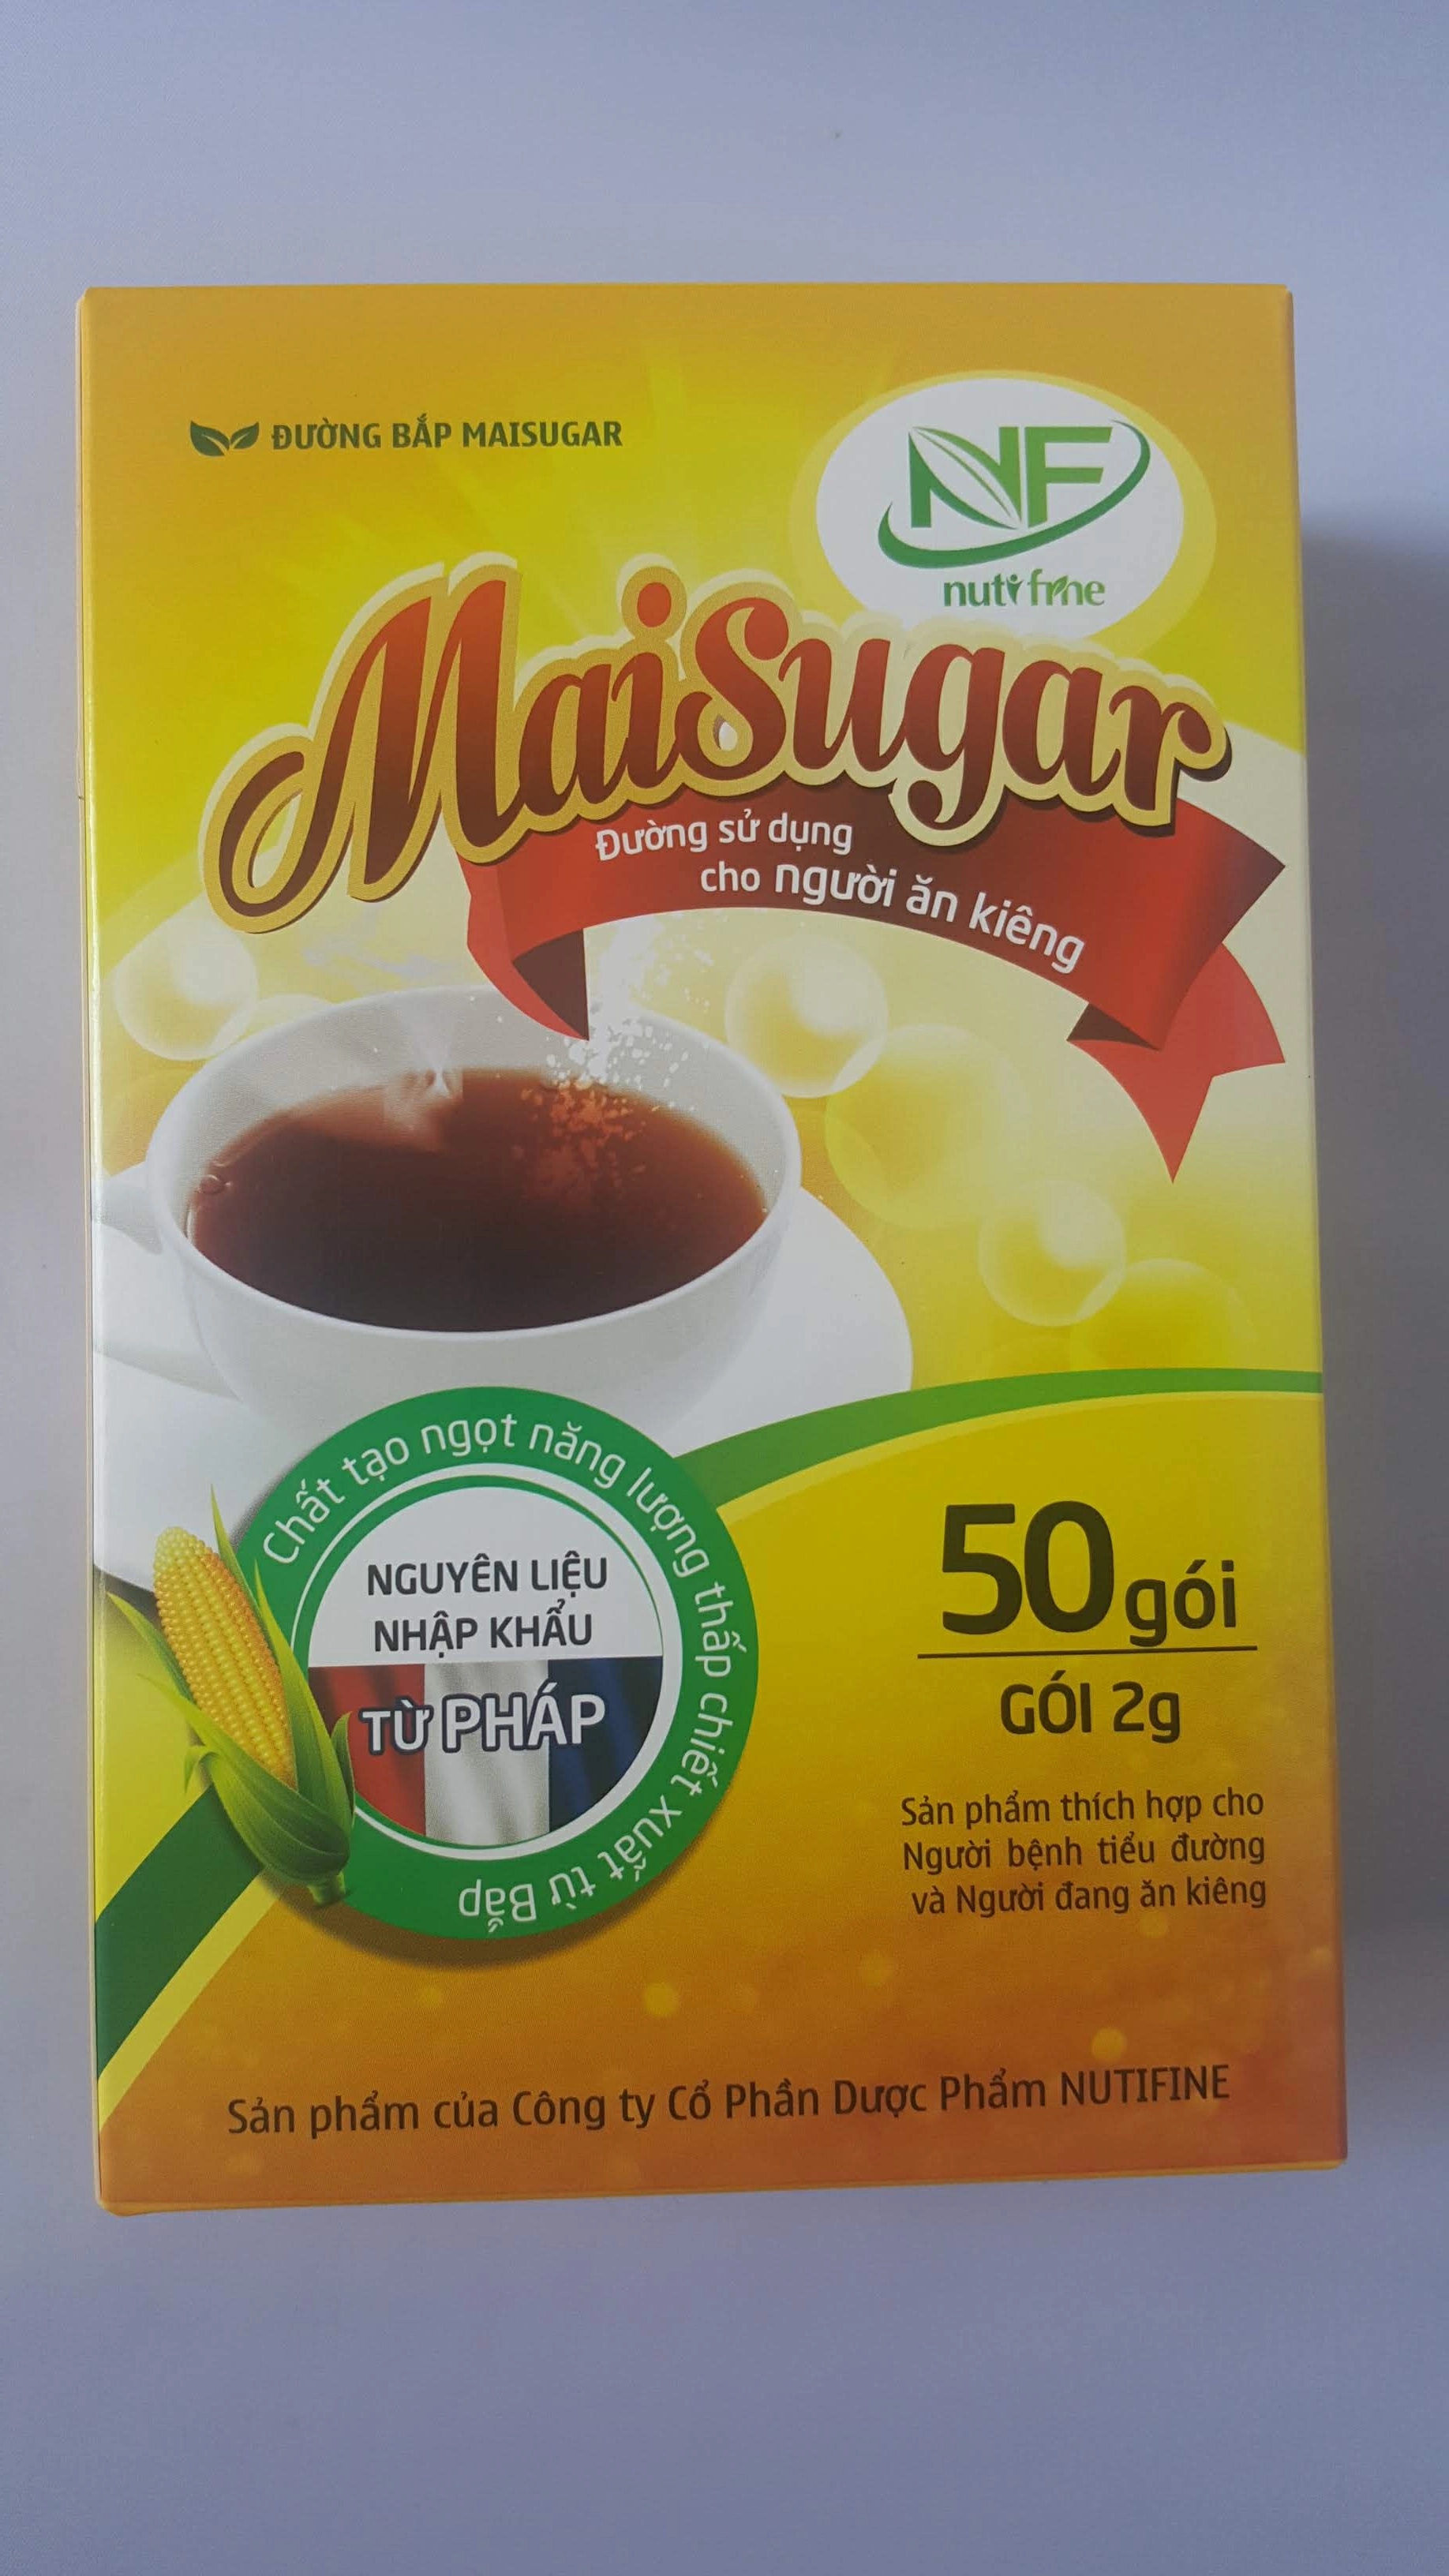 ĐƯỜNG BẮP MAISUGAR
NF
nutifine
MaiSugar
Đường sử dụng
cho người ăn kiêng
Chất tạo ngọt năng lượng thấp chiết xuất từ Bắp
NGUYÊN LIỆU
NHẬP KHẨU
TỪ PHÁP
50 gói
GÓI 2g
Sản phẩm thích hợp cho
Người bệnh tiểu đường
và Người đang ăn kiêng
Sản phẩm của Công ty Cổ Phần Dược Phẩm NUTIFINE